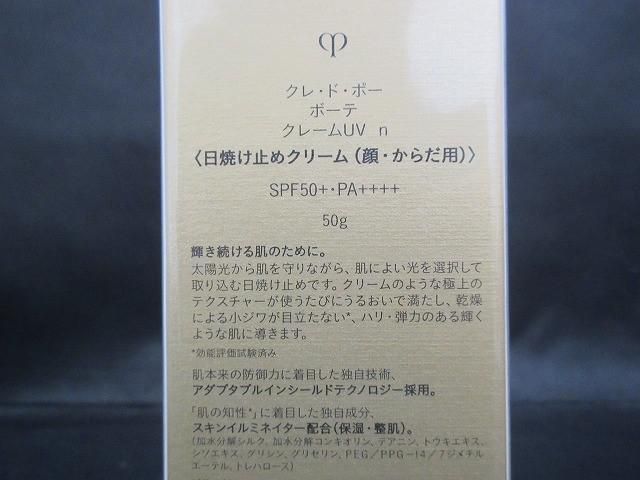 クレ・ド・ポー
ボーテ
クレームUV n
〈日焼け止めクリーム（顔・からだ用）〉
SPF50+・PA++++
50g
輝き続ける肌のために。
太陽光から肌を守りながら、肌によい光を選択して
取り込む日焼け止めです。クリームのような極上の
テクスチャーが使うたびにうるおいで満たし、乾燥
による小ジワが目立たない*、ハリ・弾力のある輝く
ような肌に導きます。
*効能評価試験済み
肌本来の防御力に着目した独自技術、
アダプタブルインシールドテクノロジー採用。
「肌の知性*」に着目した独自成分、
スキンイルミネイター配合（保湿・整肌）。
（加水分解シルク、加水分解コンキオリン、テアニン、トウキエキス、
シソエキス、グリシン、グリセリン、PEG／PPG-14／7ジメチル
エーテル、トレハロース）